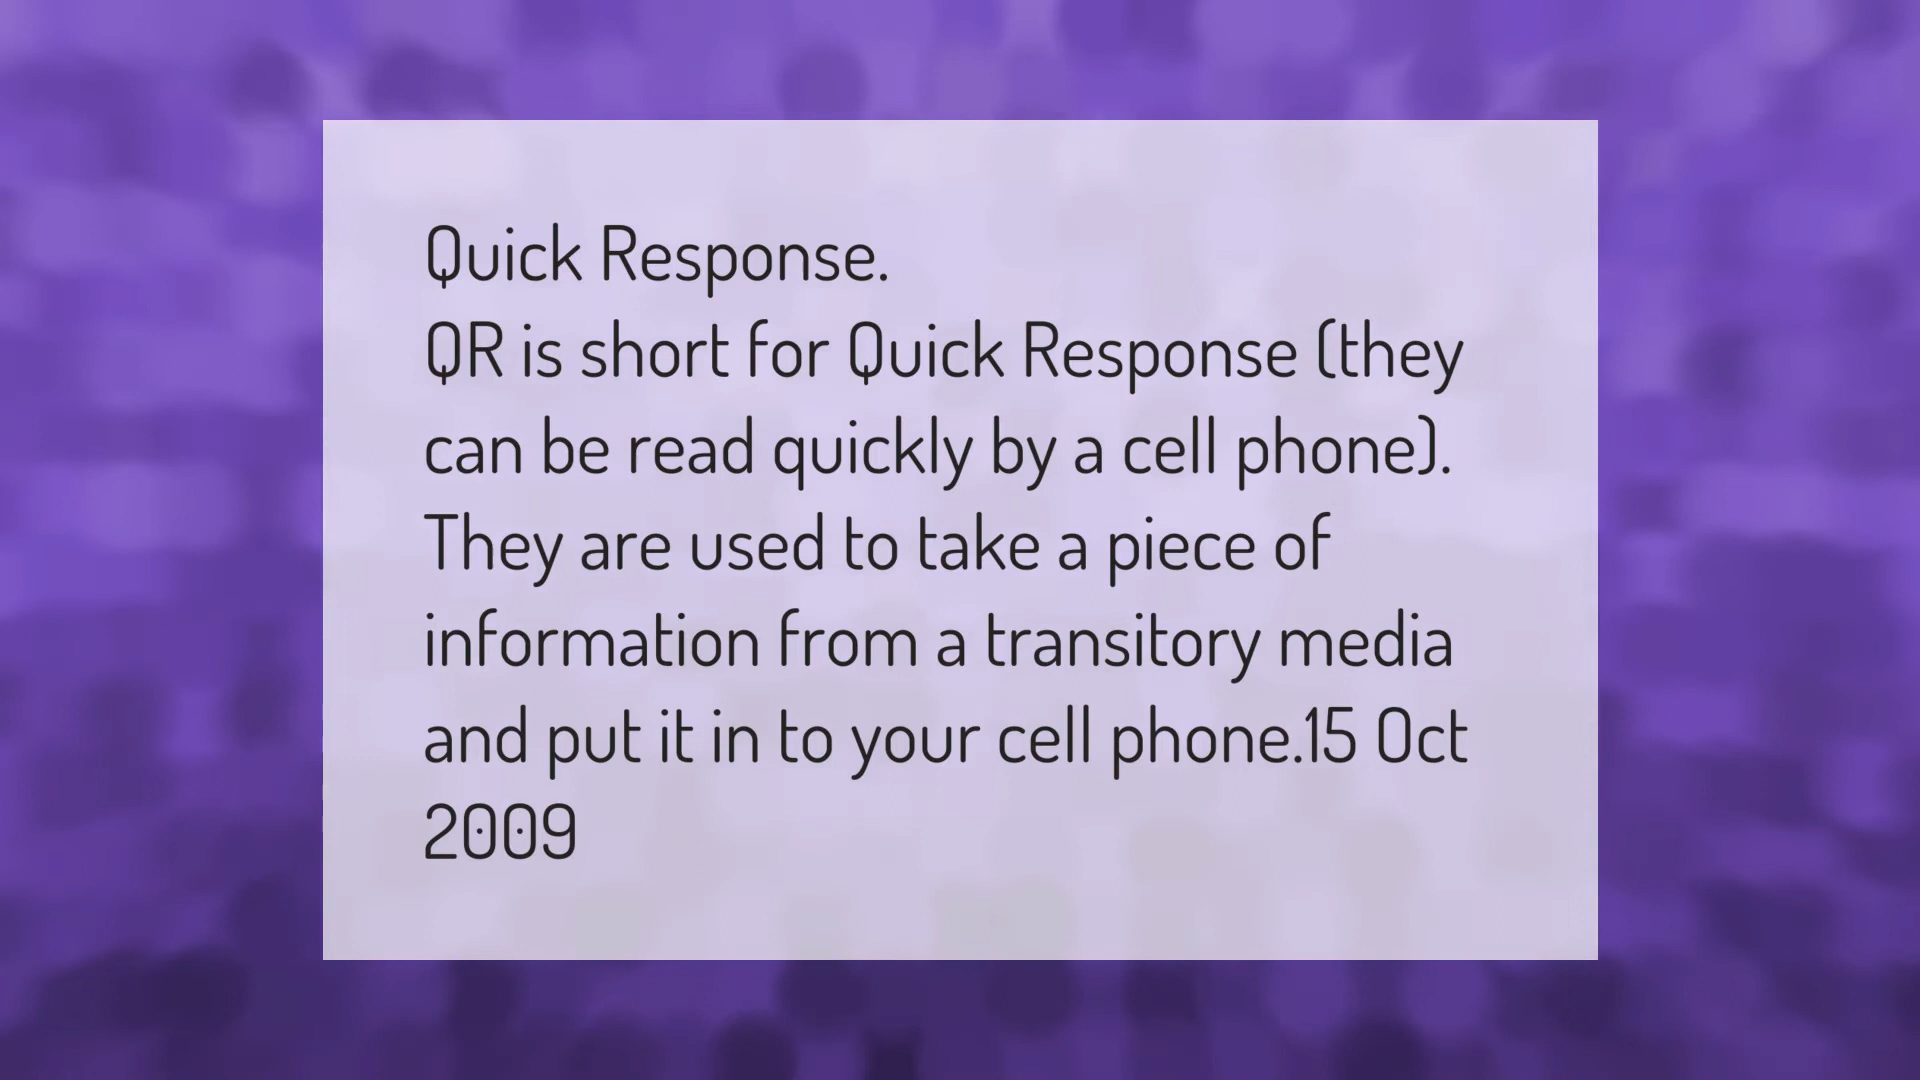 Quick Response.
QR is short for Quick Response (they
can be read quickly by a cell phone).
They are used to take a piece of
information from a transitory media
and put it in to your cell phone.15 Oct
2009